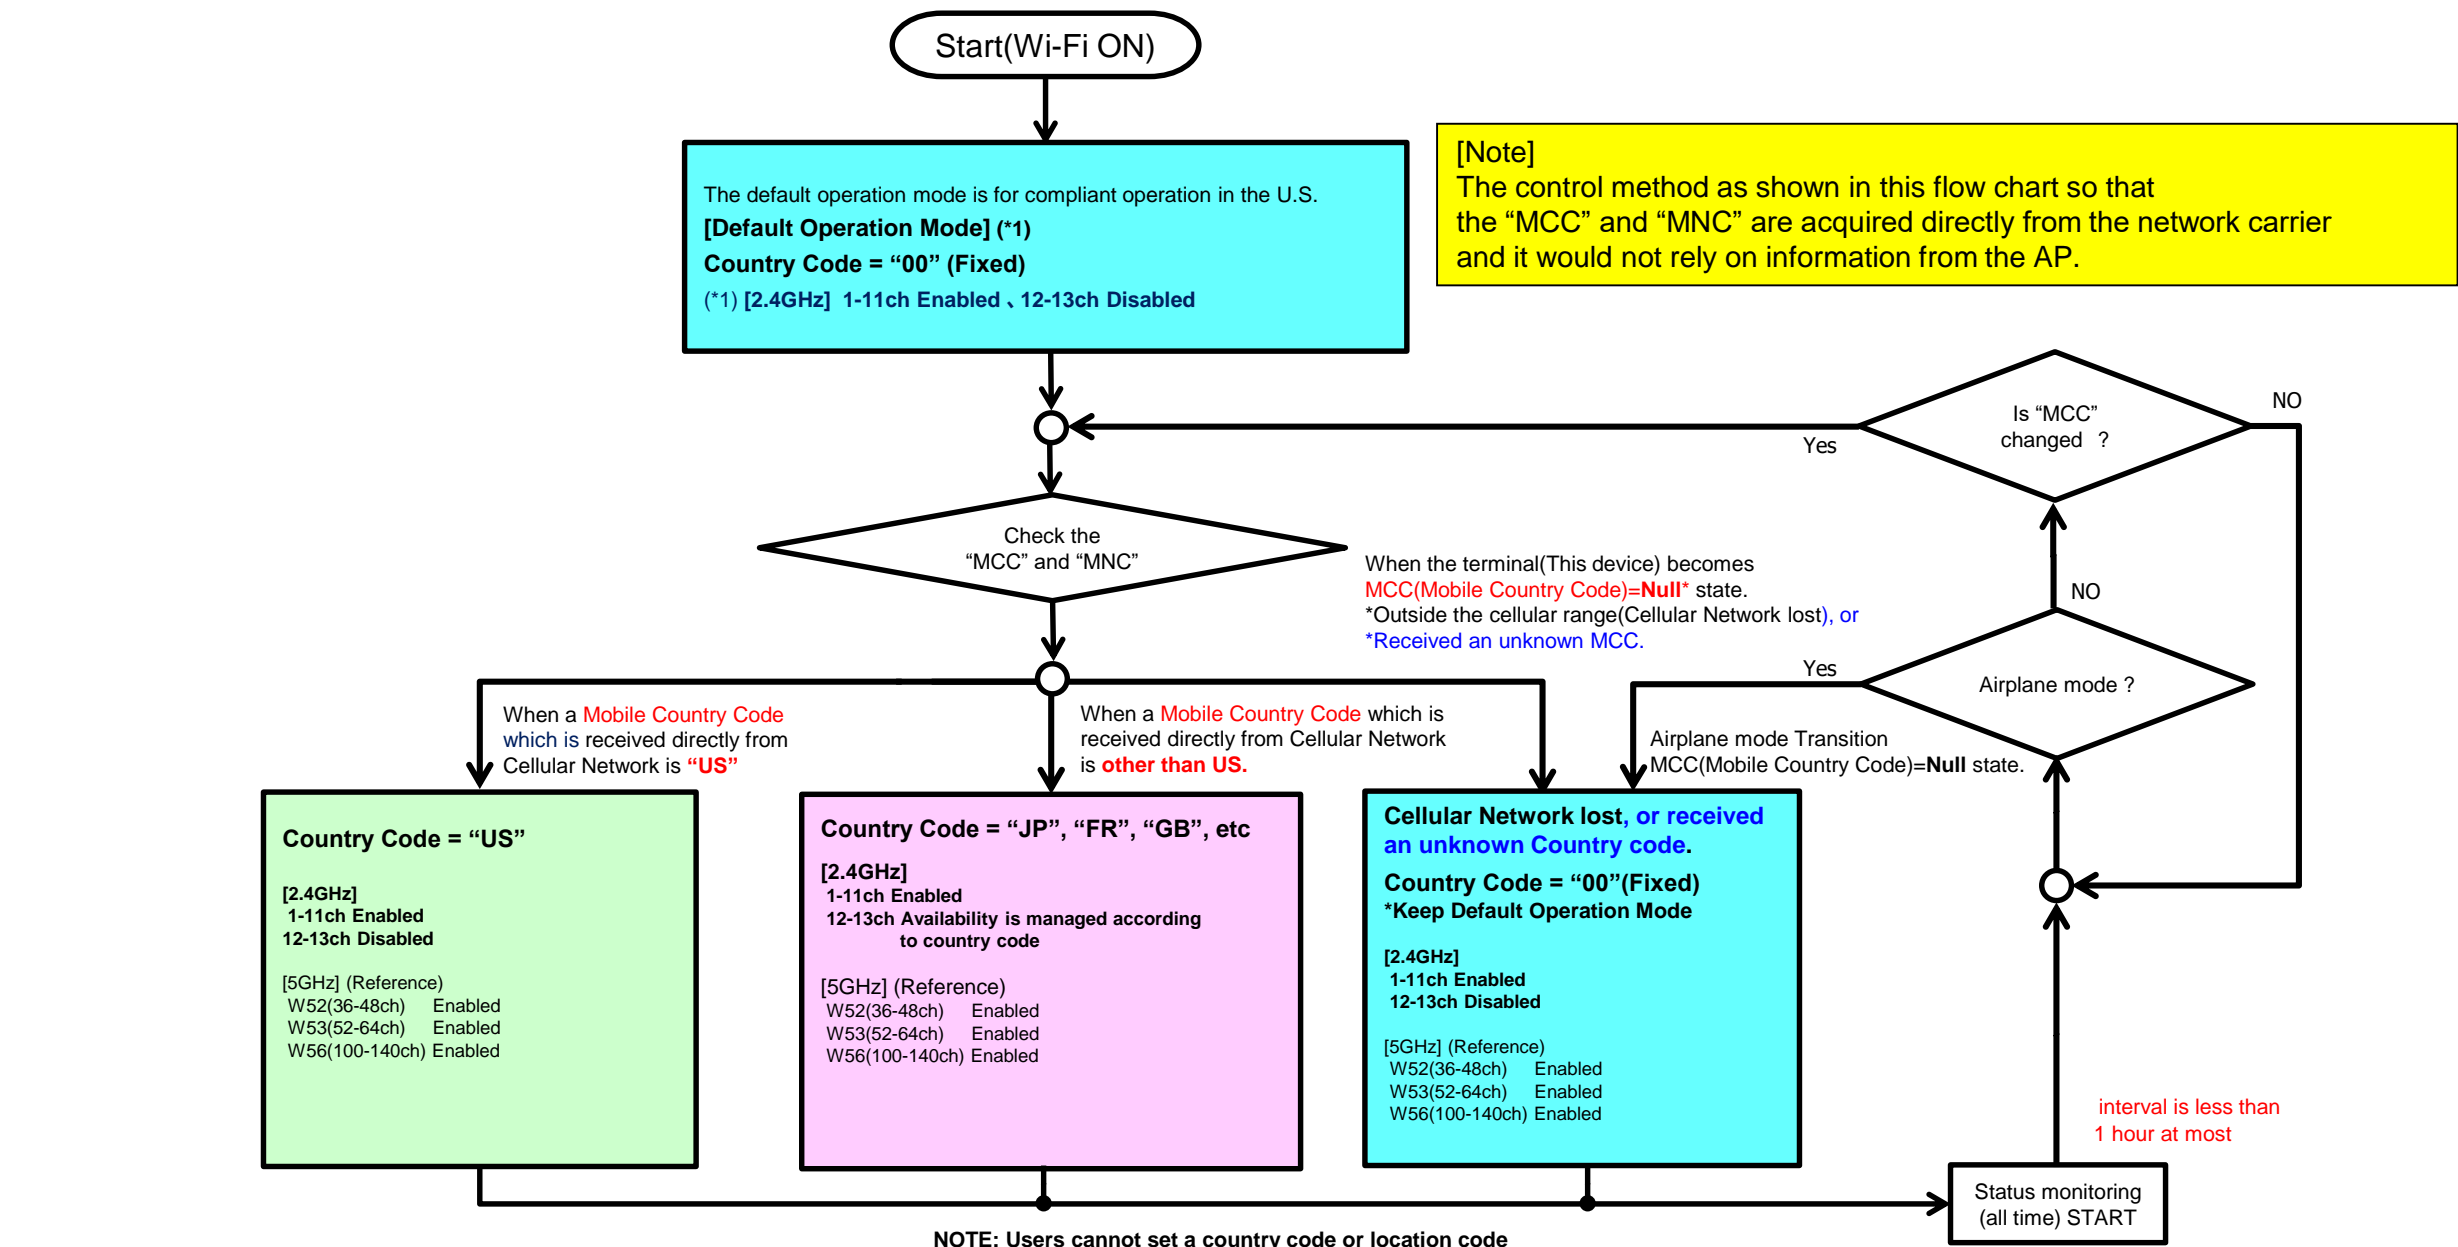 Start(Wi-Fi ON)
The default operation mode is for compliant operation in the U.S.
[Default Operation Mode] (*1)
Country Code = “00” (Fixed)
(*1) [2.4GHz]  1-11ch Enabled 、12-13ch Disabled
[Note]
The control method as shown in this flow chart so that
the “MCC” and “MNC” are acquired directly from the network carrier
and it would not rely on information from the AP.
Is “MCC”
changed ?
NO
Yes
Check the
“MCC” and “MNC”
When the terminal(This device) becomes
MCC(Mobile Country Code)=Null* state.
*Outside the cellular range(Cellular Network lost), or
*Received an unknown MCC.
NO
Yes
Airplane mode ?
When a Mobile Country Code
which is received directly from
Cellular Network is “US”
When a Mobile Country Code which is
received directly from Cellular Network
is other than US.
Airplane mode Transition
MCC(Mobile Country Code)=Null state.
Country Code = “US”
[2.4GHz]
1-11ch Enabled
12-13ch Disabled
[5GHz] (Reference)
W52(36-48ch) Enabled
W53(52-64ch) Enabled
W56(100-140ch) Enabled
Country Code = “JP”, “FR”, “GB”, etc
[2.4GHz]
1-11ch Enabled
12-13ch Availability is managed according
to country code
[5GHz] (Reference)
W52(36-48ch) Enabled
W53(52-64ch) Enabled
W56(100-140ch) Enabled
Cellular Network lost, or received
an unknown Country code.
Country Code = “00”(Fixed)
*Keep Default Operation Mode
[2.4GHz]
1-11ch Enabled
12-13ch Disabled
[5GHz] (Reference)
W52(36-48ch) Enabled
W53(52-64ch) Enabled
W56(100-140ch) Enabled
interval is less than
1 hour at most
Status monitoring
(all time) START
NOTE: Users cannot set a country code or location code